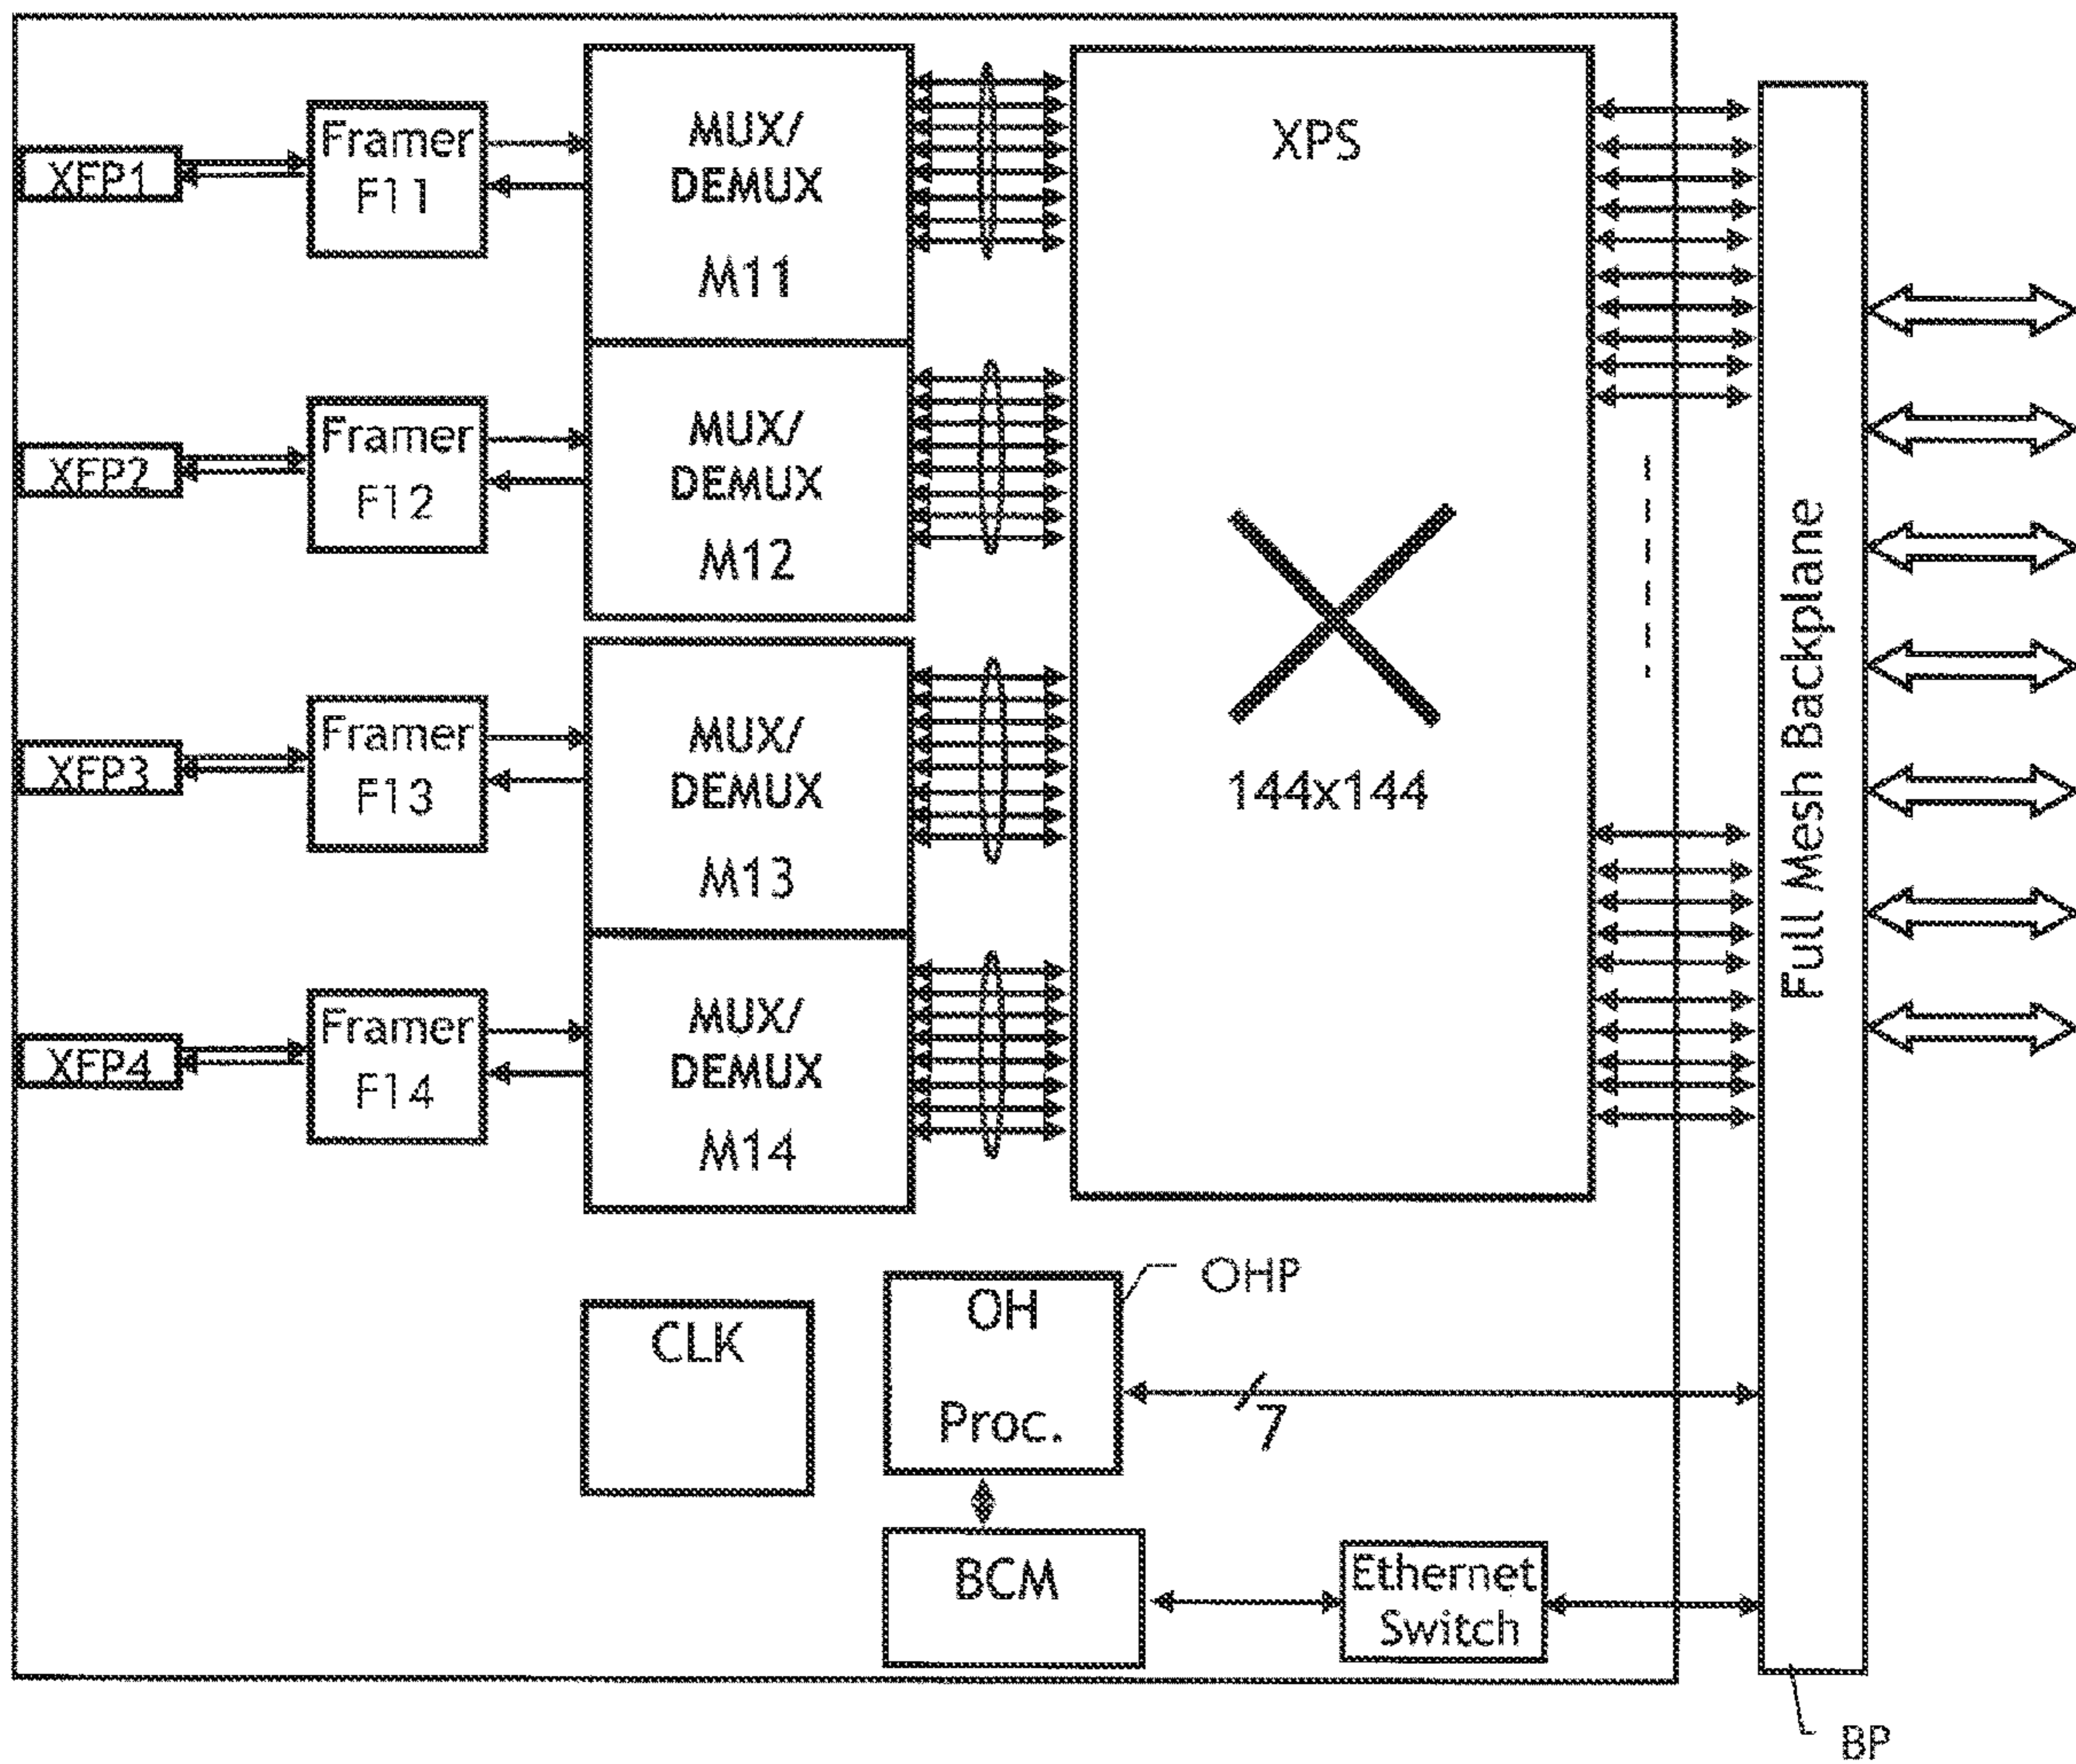 XFP1
Framer
F11
MUX/
DEMUX
M11
XPS
XFP2
Framer
F12
MUX/
DEMUX
M12
XFP3
Framer
F13
MUX/
DEMUX
M13
144x144
XFP4
Framer
F14
MUX/
DEMUX
M14
Full Mesh Backplane
CLK
OH
Proc.
OHP
7
BCM
Ethernet
Switch
BP